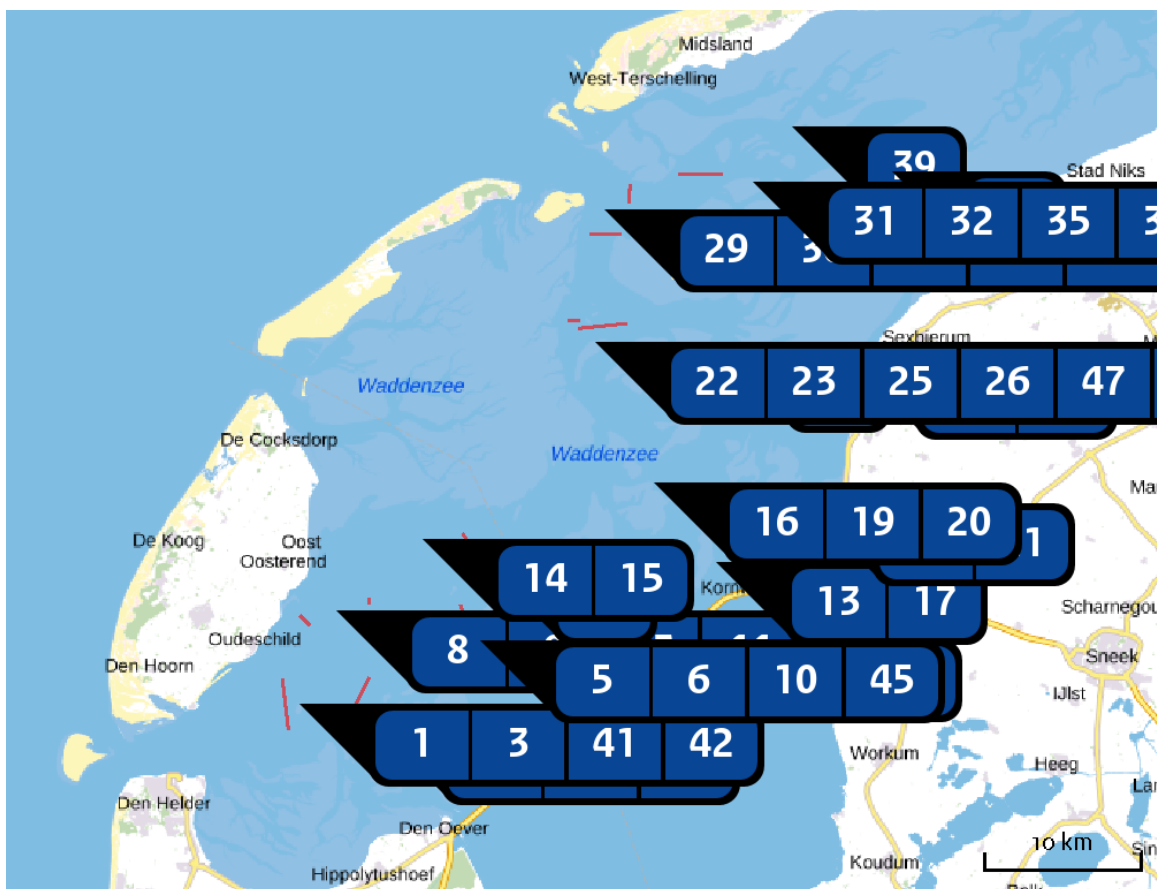 Midsland
West-Terschelling
39
Stad Niks
31 32 35
29
Sexbierum
22 23 25 26 47
Waddenzee
De Cocksdorp
Waddenzee
16 19 20
De Koog
Oost
Oosterend
14 15
13 17
Oudeschild
8
Den Hoorn
5 6 10 45
Sneek
IJlst
1 3 41 42
Workum
Heeg
Den Helder
Den Oever
10 km
Koudum
Hippolytushoef